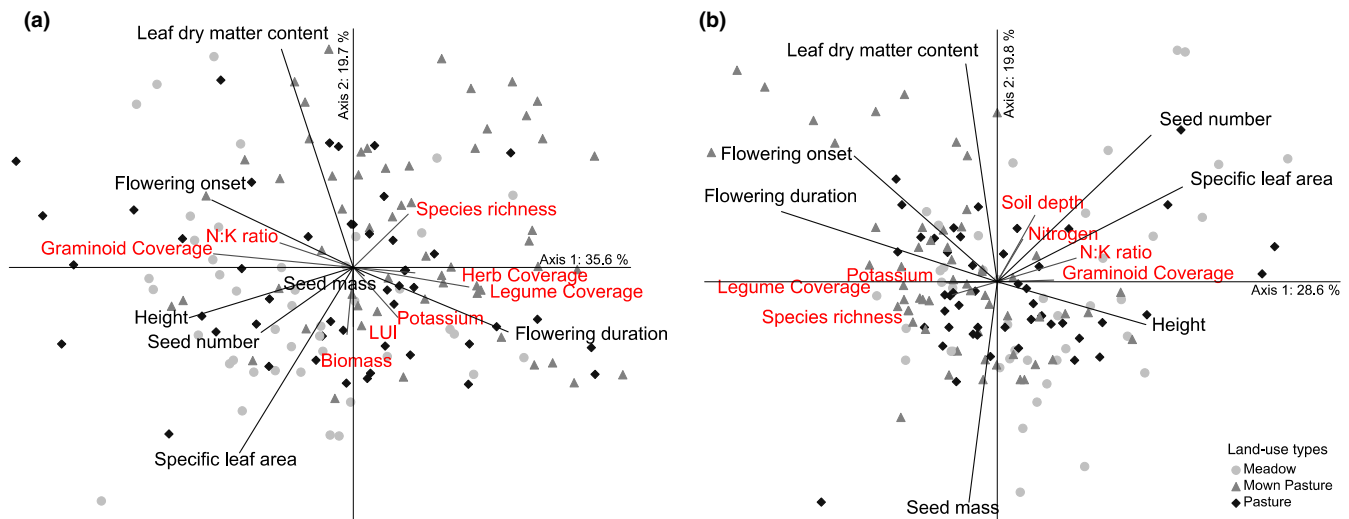 (a)
Leaf dry matter content
Axis 2: 19.7 %
Flowering onset
Species richness
N:K ratio
Graminoid Coverage
Axis 1: 35.6 %
Herb Coverage
Seed mass
Legume Coverage
Height
Potassium
Seed number
LUI
Flowering duration
Biomass
Specific leaf area
(b)
Leaf dry matter content
Axis 2: 19.8 %
Seed number
Flowering onset
Specific leaf area
Flowering duration
Soil depth
Nitrogen
N:K ratio
Potassium
Graminoid Coverage
Legume Coverage
Axis 1: 28.6 %
Species richness
Height
Seed mass
Land-use types
Meadow
Mown Pasture
Pasture